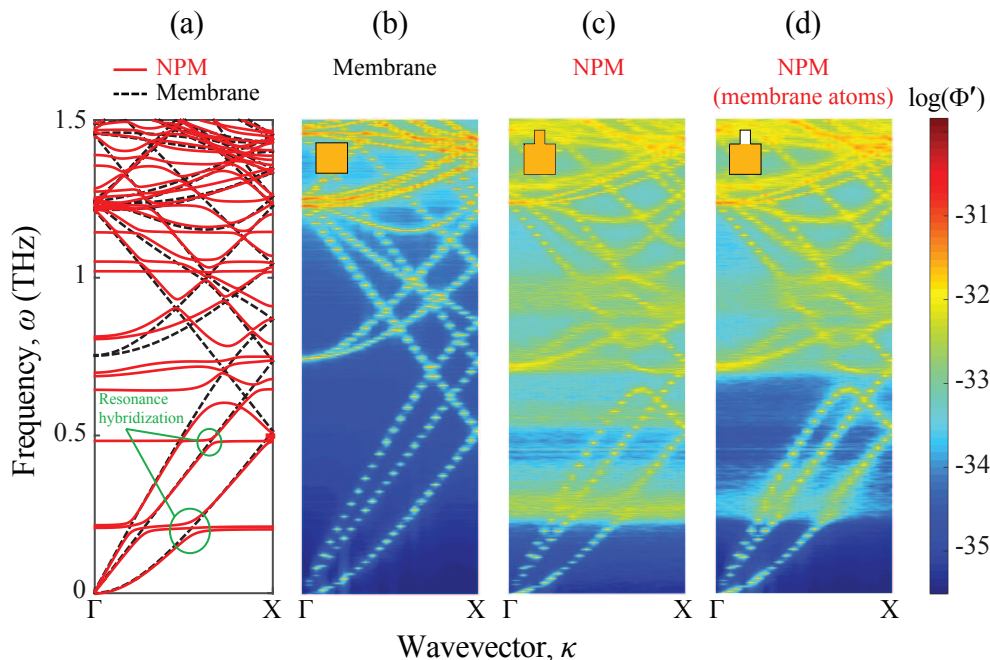 (a)
(b)
(c)
(d)
NPM
Membrane
Membrane
NPM
NPM
(membrane atoms)
log(Φ′)
1.5
1
0.5
0
Frequency, ω (THz)
Resonance
hybridization
Γ
X
Γ
X
Γ
X
Γ
X
Wavevector, κ
-31
-32
-33
-34
-35